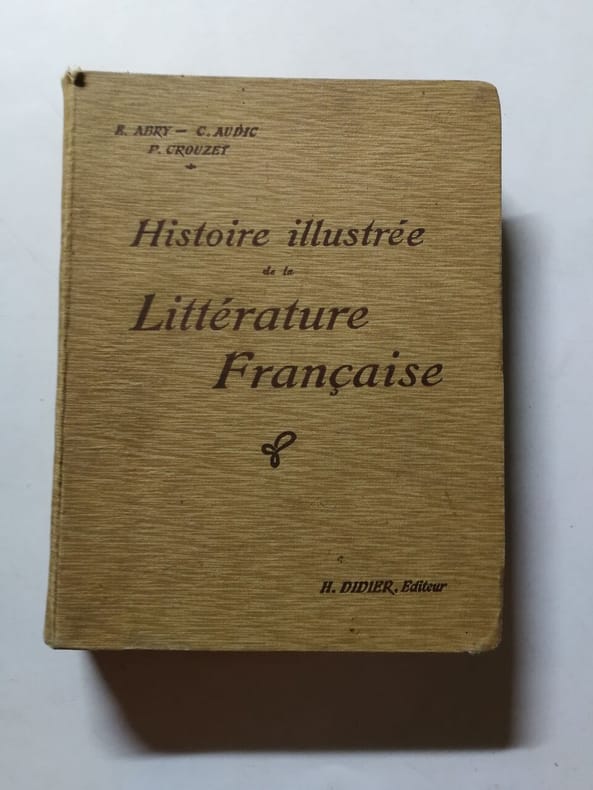 E. ABRY — C. AUDIC
P. CROUZET
Histoire illustrée
de la
Littérature
Française
H. DIDIER, Editeur